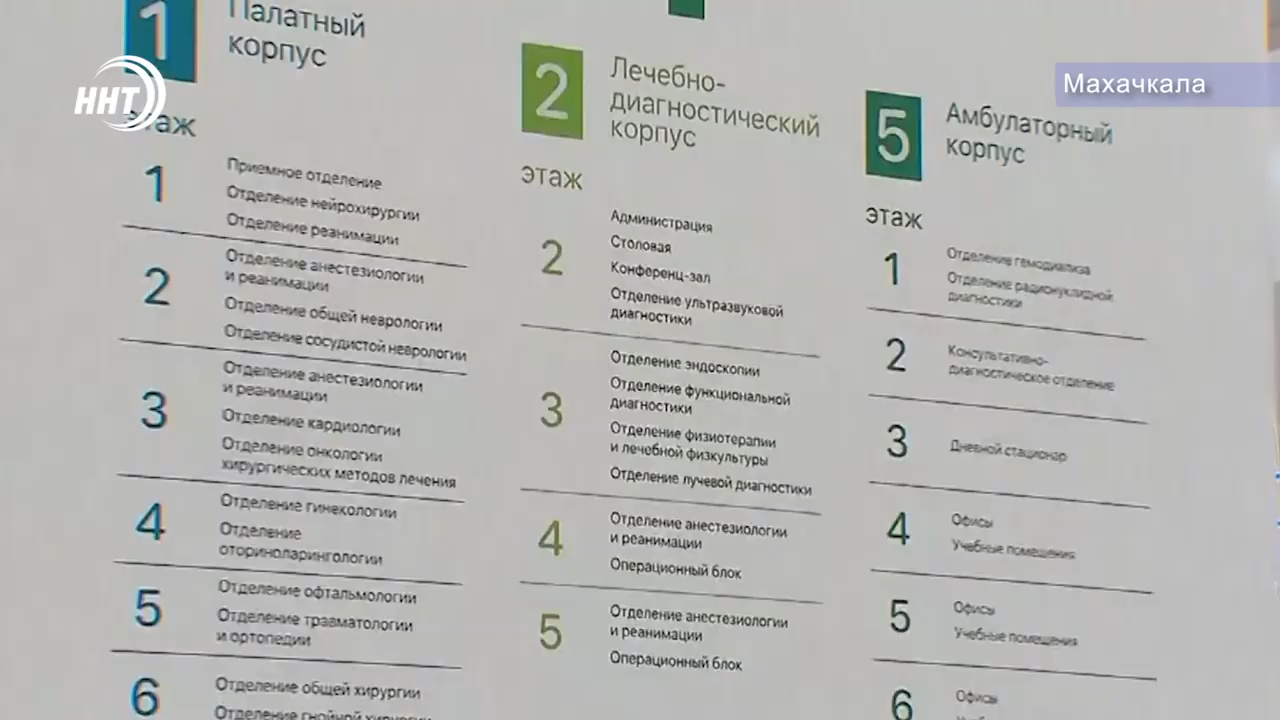 ННТ
Махачкала
1
Палатный
корпус
этаж
1
Приемное отделение
Отделение нейрохирургии
Отделение реанимации
2
Отделение анестезиологии
и реанимации
Отделение общей неврологии
Отделение сосудистой неврологии
3
Отделение анестезиологии
и реанимации
Отделение кардиологии
Отделение онкологии
хирургических методов лечения
4
Отделение гинекологии
Отделение
оториноларингологии
5
Отделение офтальмологии
Отделение травматологии
и ортопедии
6
Отделение общей хирургии
Отделение гнойной хирургии
2
Лечебно-
диагностический
корпус
этаж
2
Администрация
Столовая
Конференц-зал
Отделение ультразвуковой
диагностики
3
Отделение эндоскопии
Отделение функциональной
диагностики
Отделение физиотерапии
и лечебной физкультуры
Отделение лучевой диагностики
4
Отделение анестезиологии
и реанимации
Операционный блок
5
Отделение анестезиологии
и реанимации
Операционный блок
5
Амбулаторный
корпус
этаж
1
Отделение гемодиализа
Отделение радионуклидной
диагностики
2
Консультативно-
диагностическое отделение
3
Дневной стационар
4
Офисы
Учебные помещения
5
Офисы
Учебные помещения
6
Офисы